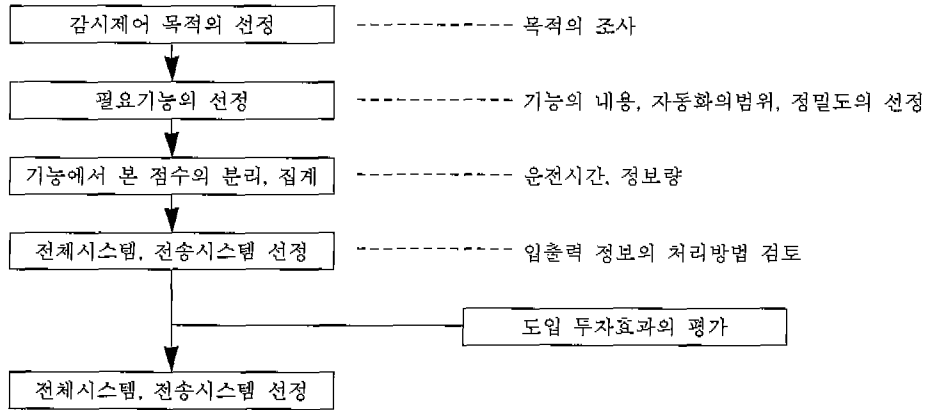 감시제어 목적의 선정
목적의 조사
필요기능의 선정
기능의 내용, 자동화의범위, 정밀도의 선정
기능에서 본 점수의 분리, 집계
운전시간, 정보량
전체시스템, 전송시스템 선정
입출력 정보의 처리방법 검토
도입 투자효과의 평가
전체시스템, 전송시스템 선정